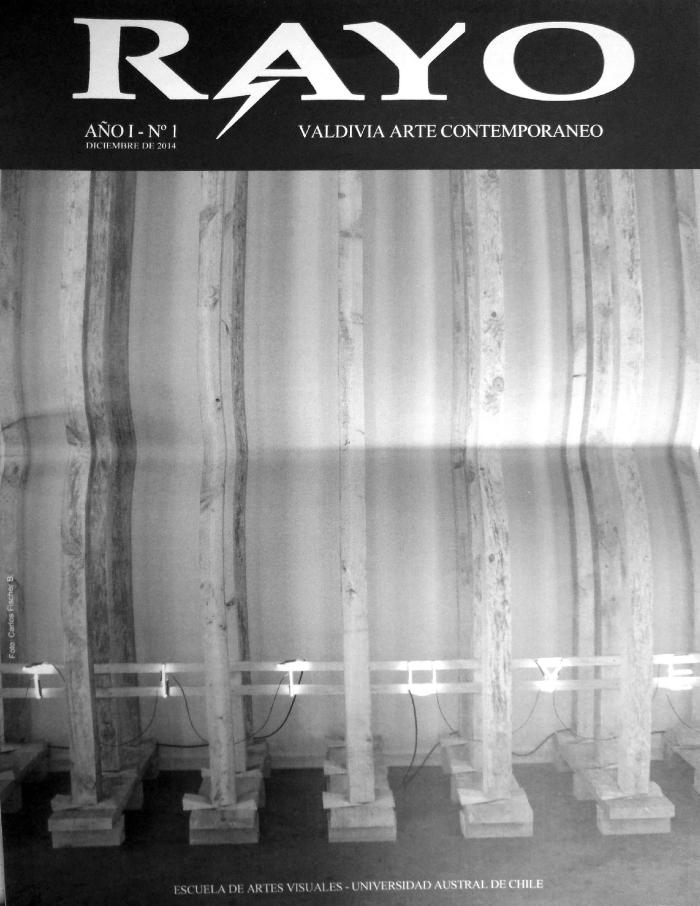 RAYO
AÑO I - Nº 1
DICIEMBRE DE 2014
VALDIVIA ARTE CONTEMPORANEO
Foto: Carlos Fischer B.
ESCUELA DE ARTES VISUALES - UNIVERSIDAD AUSTRAL DE CHILE